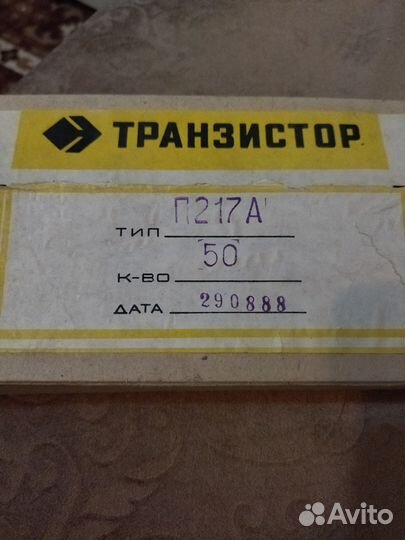 ТРАНЗИСТОР
ТИП П217А
К-ВО 50
ДАТА 290888
Avito